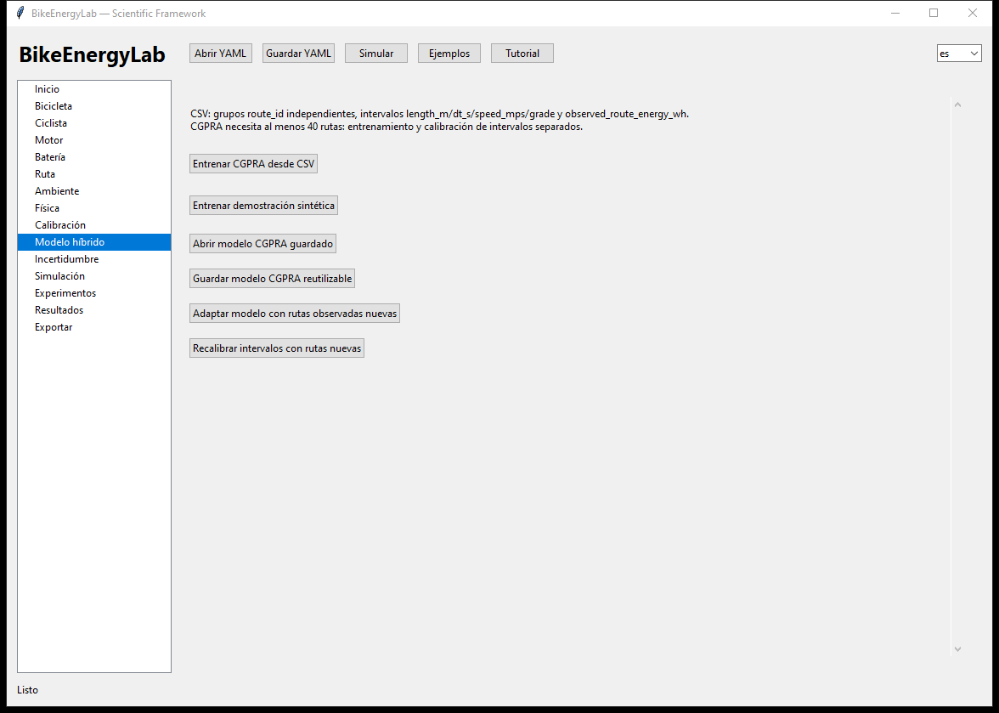 BikeEnergyLab — Scientific Framework
BikeEnergyLab
Abrir YAML
Guardar YAML
Simular
Ejemplos
Tutorial
es
Inicio
Bicicleta
Ciclista
Motor
Batería
Ruta
Ambiente
Física
Calibración
Modelo híbrido
Incertidumbre
Simulación
Experimentos
Resultados
Exportar
CSV: grupos route_id independientes, intervalos length_m/dt_s/speed_mps/grade y observed_route_energy_wh.
CGPRA necesita al menos 40 rutas: entrenamiento y calibración de intervalos separados.
Entrenar CGPRA desde CSV
Entrenar demostración sintética
Abrir modelo CGPRA guardado
Guardar modelo CGPRA reutilizable
Adaptar modelo con rutas observadas nuevas
Recalibrar intervalos con rutas nuevas
Listo